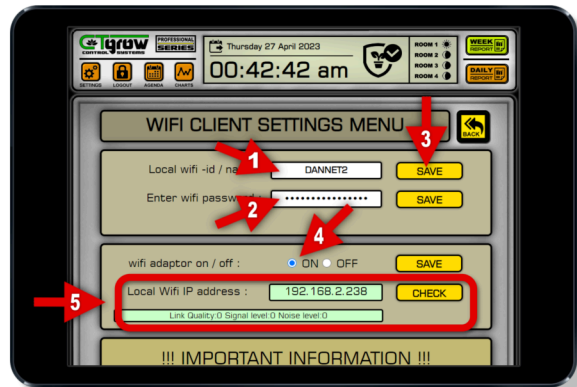 CTgrow PROFESSIONAL SERIES
CONTROL SYSTEMS
SETTINGS LOGOUT AGENDA CHARTS
Thursday 27 April 2023
00:42:42 am
ROOM 1
ROOM 2
ROOM 3
ROOM 4
WEEK REPORT
DAILY REPORT
WIFI CLIENT SETTINGS MENU
BACK
3
Local wifi -id / na 1 DANNET2 SAVE
Enter wifi password : 2 ••••••••••••••• SAVE
4
wifi adaptor on / off : ON OFF SAVE
5 Local Wifi IP address : 192.168.2.238 CHECK
Link Quality:0 Signal level:0 Noise level:0
!!! IMPORTANT INFORMATION !!!